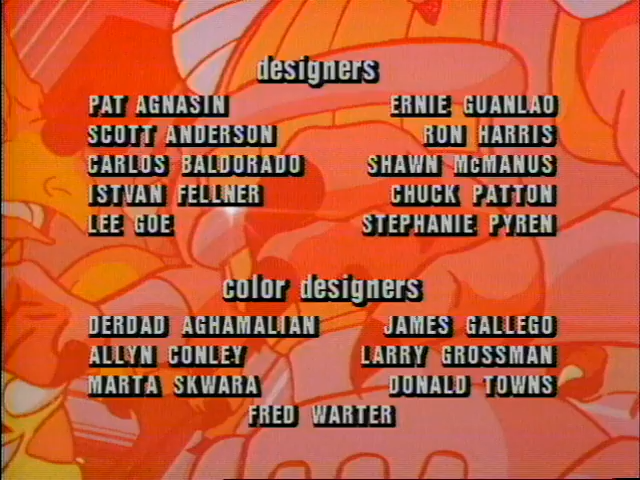 designers
PAT AGNASIN ERNIE GUANLAO
SCOTT ANDERSON RON HARRIS
CARLOS BALDORADO SHAWN McMANUS
ISTVAN FELLNER CHUCK PATTON
LEE GOE STEPHANIE PYREN
color designers
DERDAD AGHAMALIAN JAMES GALLEGO
ALLYN CONLEY LARRY GROSSMAN
MARTA SKWARA DONALD TOWNS
FRED WARTER